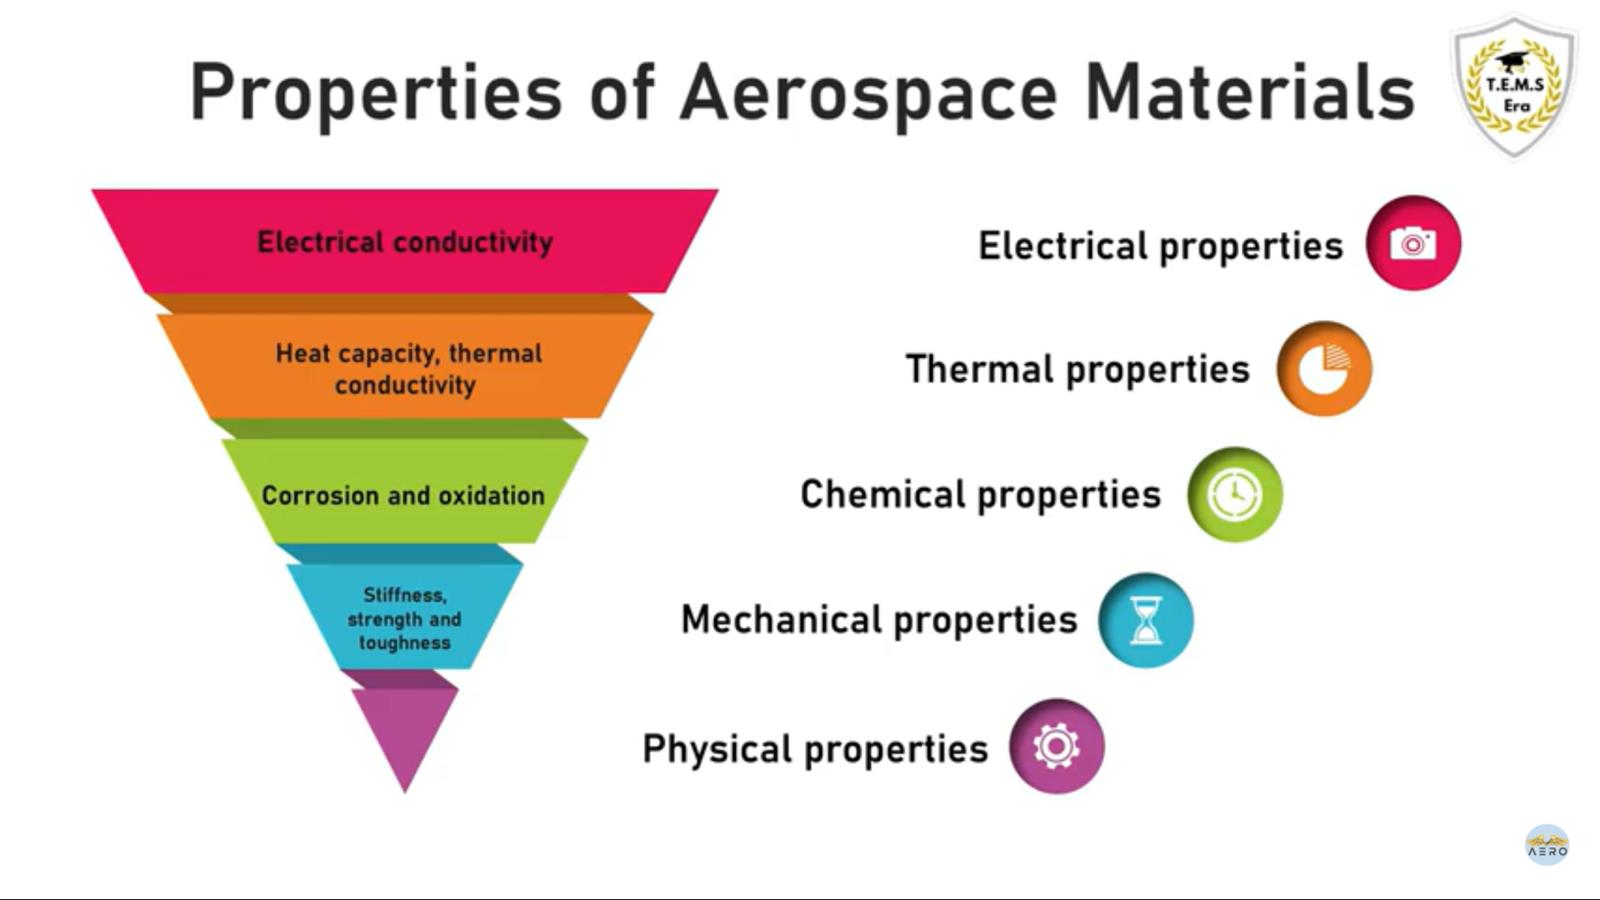 Properties of Aerospace Materials
T.E.M.S
Era
Electrical conductivity
Electrical properties
Heat capacity, thermal
conductivity
Thermal properties
Corrosion and oxidation
Chemical properties
Stiffness,
strength and
toughness
Mechanical properties
Physical properties
AERO